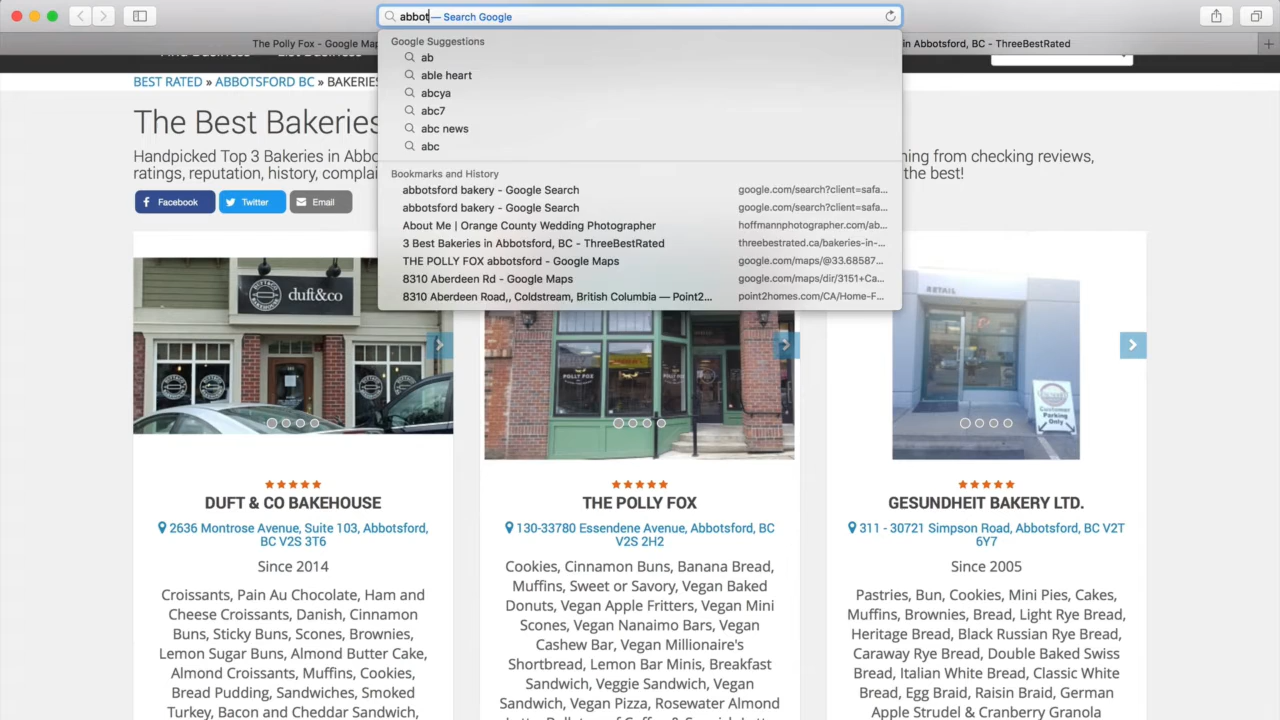 abbot — Search Google
The Polly Fox - Google Map
in Abbotsford, BC - ThreeBestRated
Google Suggestions
ab
able heart
abcya
abc7
abc news
abc
Bookmarks and History
abbotsford bakery - Google Search google.com/search?client=safa...
abbotsford bakery - Google Search google.com/search?client=safa...
About Me | Orange County Wedding Photographer hoffmannphotographer.com/ab...
3 Best Bakeries in Abbotsford, BC - ThreeBestRated threebestrated.ca/bakeries-in-...
THE POLLY FOX abbotsford - Google Maps google.com/maps/@33.68587...
8310 Aberdeen Rd - Google Maps google.com/maps/dir/3151+Ca...
8310 Aberdeen Road,, Coldstream, British Columbia — Point2... point2homes.com/CA/Home-F...
BEST RATED » ABBOTSFORD BC » BAKERIES
The Best Bakeries
Handpicked Top 3 Bakeries in Abbo
ning from checking reviews,
ratings, reputation, history, complai
the best!
Facebook Twitter Email
duft&co
POLLY FOX
POLLY FOX
RETAIL
Customer
Parking
Only
DUFT & CO BAKEHOUSE
2636 Montrose Avenue, Suite 103, Abbotsford,
BC V2S 3T6
Since 2014
Croissants, Pain Au Chocolate, Ham and
Cheese Croissants, Danish, Cinnamon
Buns, Sticky Buns, Scones, Brownies,
Lemon Sugar Buns, Almond Butter Cake,
Almond Croissants, Muffins, Cookies,
Bread Pudding, Sandwiches, Smoked
Turkey, Bacon and Cheddar Sandwich,
THE POLLY FOX
130-33780 Essendene Avenue, Abbotsford, BC
V2S 2H2
Cookies, Cinnamon Buns, Banana Bread,
Muffins, Sweet or Savory, Vegan Baked
Donuts, Vegan Apple Fritters, Vegan Mini
Scones, Vegan Nanaimo Bars, Vegan
Cashew Bar, Vegan Millionaire's
Shortbread, Lemon Bar Minis, Breakfast
Sandwich, Veggie Sandwich, Vegan
Sandwich, Vegan Pizza, Rosewater Almond
GESUNDHEIT BAKERY LTD.
311 - 30721 Simpson Road, Abbotsford, BC V2T
6Y7
Since 2005
Pastries, Bun, Cookies, Mini Pies, Cakes,
Muffins, Brownies, Bread, Light Rye Bread,
Heritage Bread, Black Russian Rye Bread,
Caraway Rye Bread, Double Baked Swiss
Bread, Italian White Bread, Classic White
Bread, Egg Braid, Raisin Braid, German
Apple Strudel & Cranberry Granola